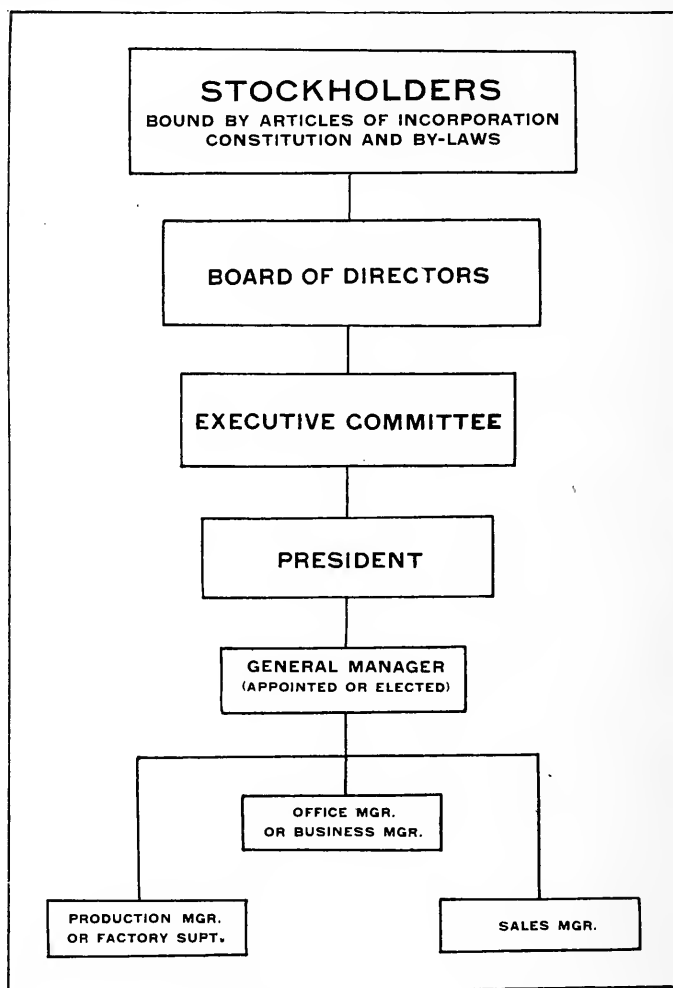 STOCKHOLDERS
BOUND BY ARTICLES OF INCORPORATION
CONSTITUTION AND BY-LAWS
BOARD OF DIRECTORS
EXECUTIVE COMMITTEE
PRESIDENT
GENERAL MANAGER
(APPOINTED OR ELECTED)
OFFICE MGR.
OR BUSINESS MGR.
PRODUCTION MGR.
OR FACTORY SUPT.
SALES MGR.